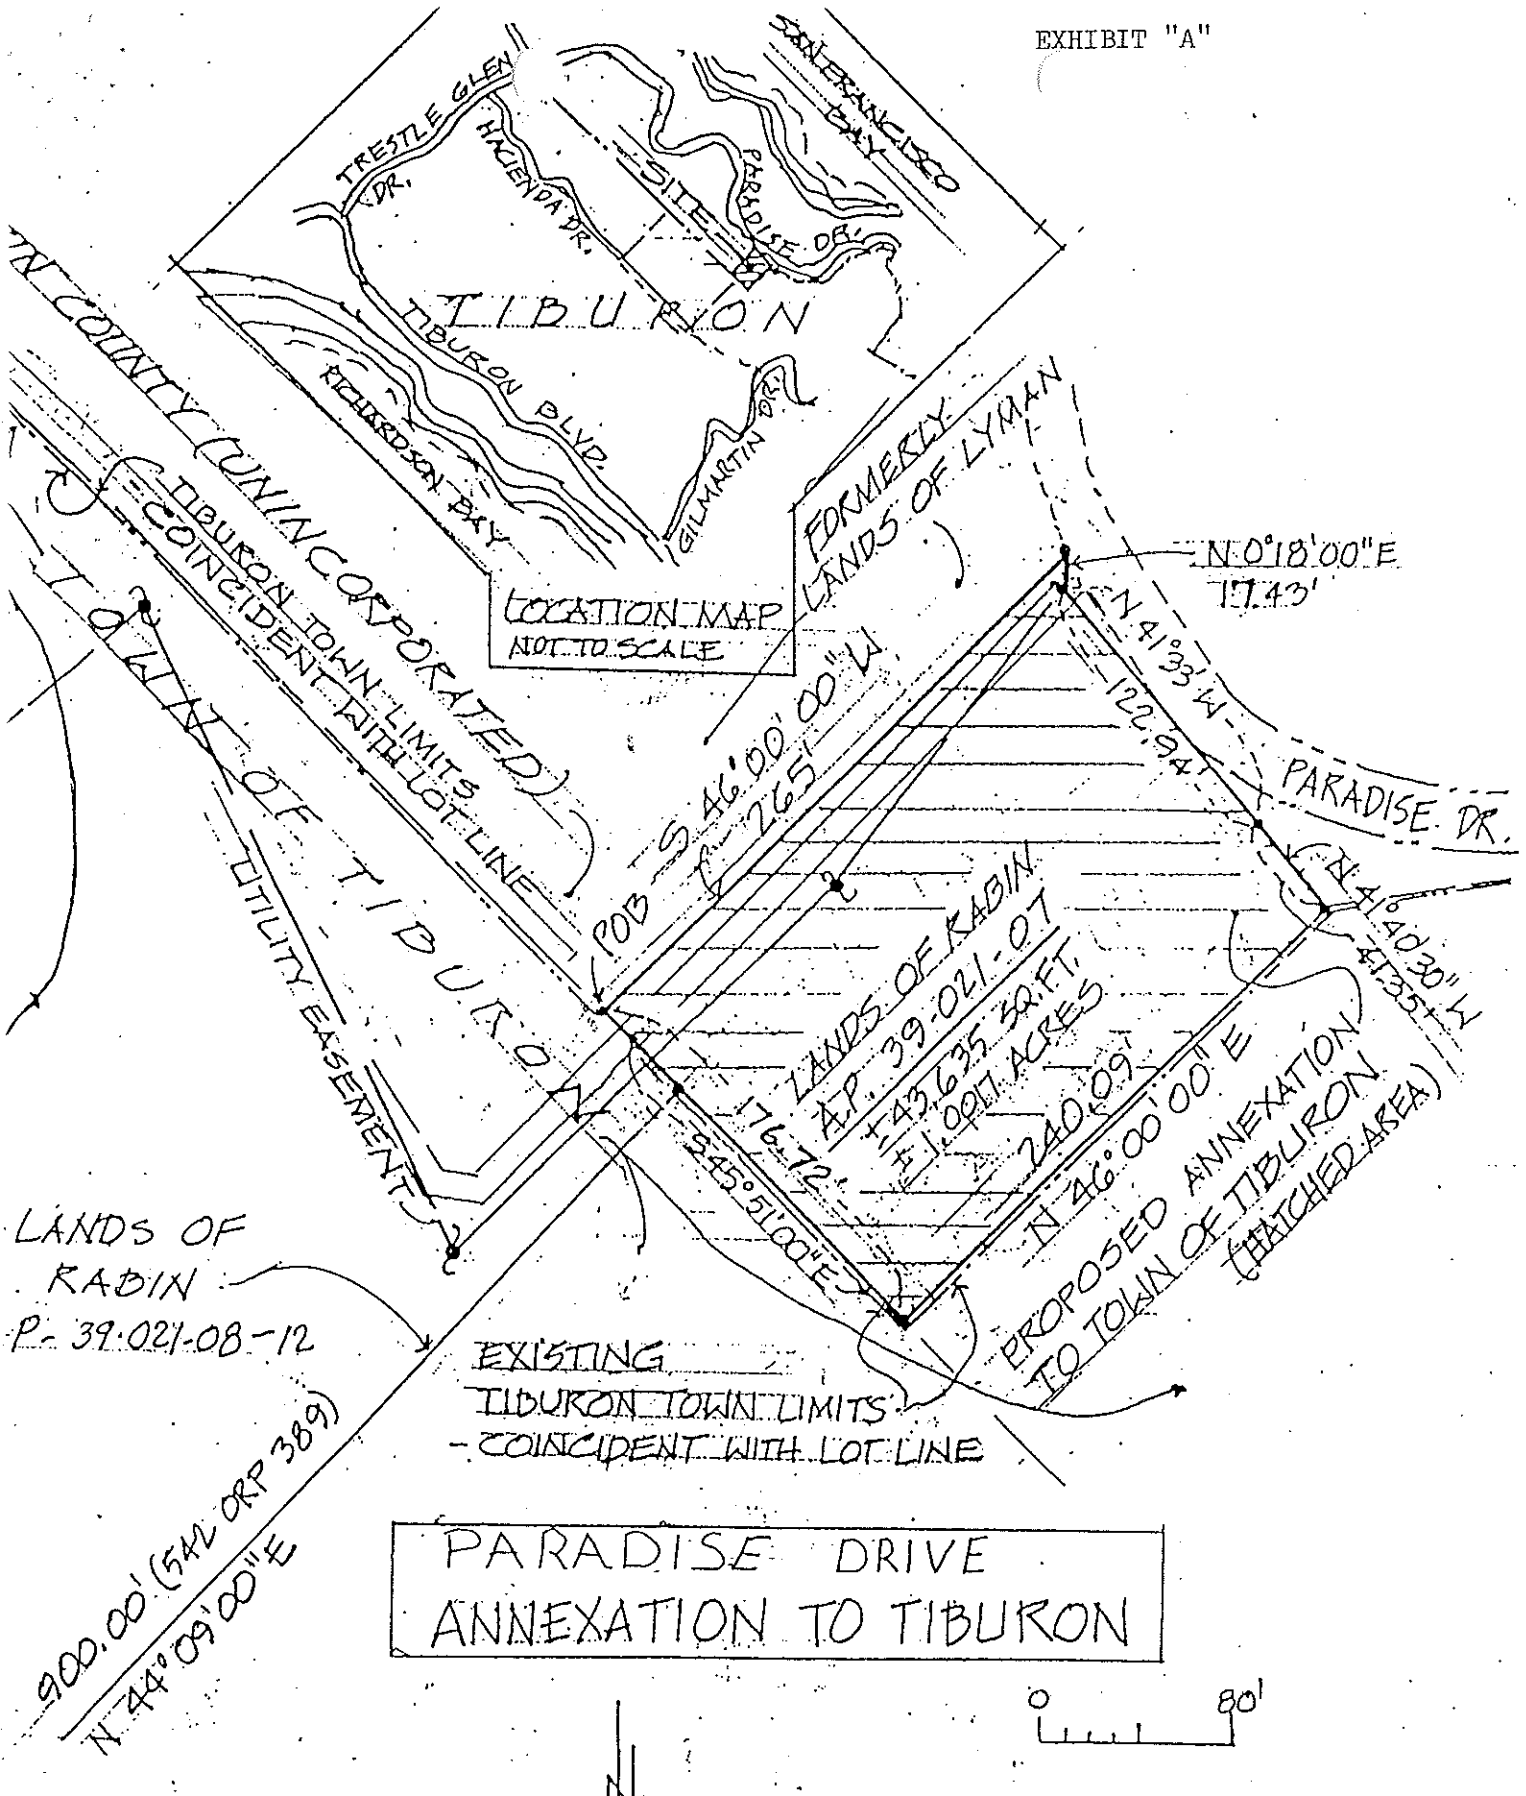 EXHIBIT "A"
SAN FRANCISCO
BAY
TRESTLE GLEN
DR.
HACIENDA DR.
SITE
PARADISE DR.
TIBURON
TIBURON BLVD.
RICHARDSON BAY
GILMARTIN DR.
LOCATION MAP
NOT TO SCALE
N COUNTY (UNINCORPORATED)
TIBURON TOWN LIMITS
-COINCIDENT WITH LOT LINE
TOWN OF TIBURON
UTILITY EASEMENT
FORMERLY
LANDS OF LYMAN
N 0°18'00"E
17.43'
N 41°33' W
122.94'
PARADISE DR.
S 46°00'00" W
265'
POB
LANDS OF RABIN
A.P. 39-021-07
±43,635 SQ. FT.
±1.0017 ACRES
N 41°40'30" W
41.35'
240.09'
N 46°00'00" E
176.72'
S45°51'00"E
PROPOSED ANNEXATION
TO TOWN OF TIBURON
(HATCHED AREA)
LANDS OF
RABIN
P- 39-021-08-12
EXISTING
TIBURON TOWN LIMITS
- COINCIDENT WITH LOT LINE
900.00' (542 ORP 389)
N 44°09'00" E
PARADISE DRIVE
ANNEXATION TO TIBURON
0 80'